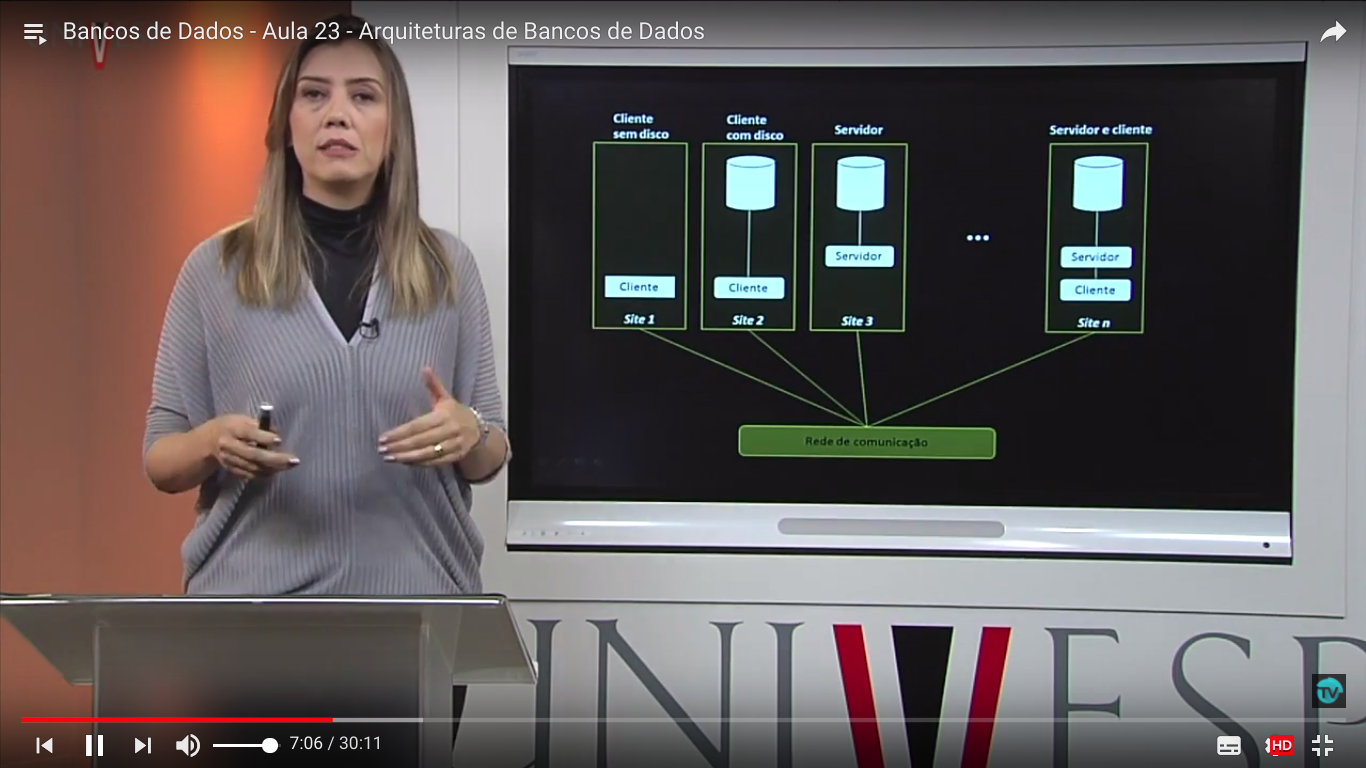 Bancos de Dados - Aula 23 - Arquiteturas de Bancos de Dados
Cliente
sem disco
Cliente
com disco
Servidor
Servidor e cliente
Servidor
Servidor
Cliente
Cliente
Cliente
Site 1
Site 2
Site 3
...
Site n
Rede de comunicação
UNIVESP
TV
7:06 / 30:11
HD